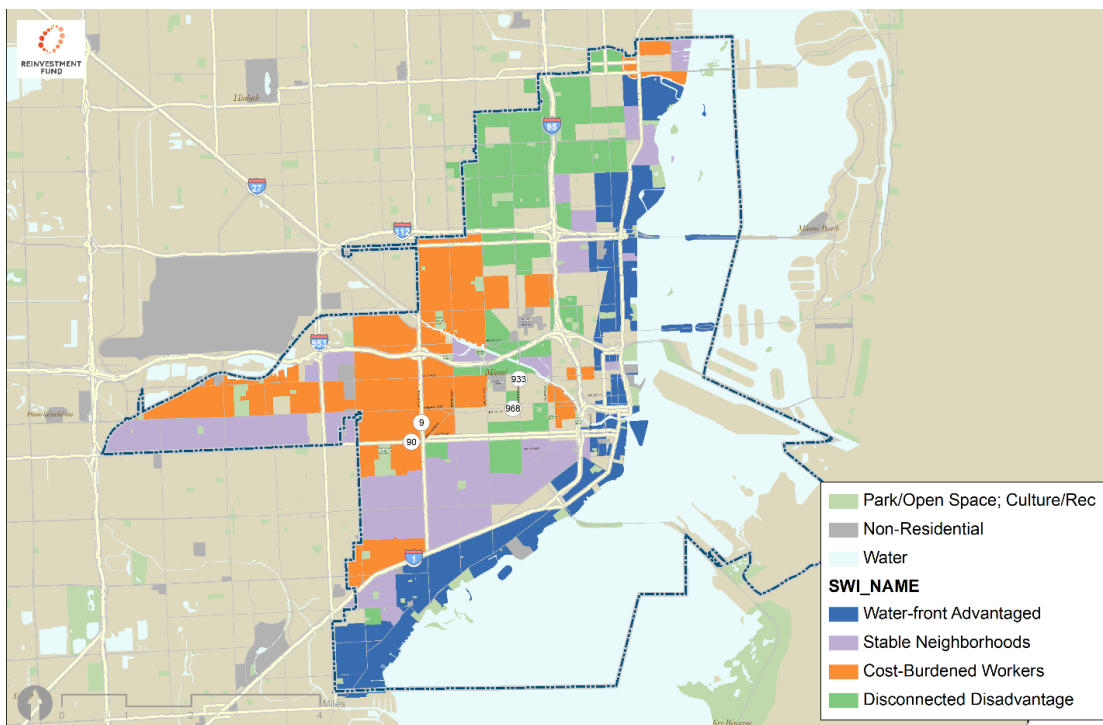 REINVESTMENT
FUND
Hialeah
95
27
112
Miami Beach
953
Miami
933
968
9
90
1
Park/Open Space; Culture/Rec
Non-Residential
Water
SWI_NAME
Water-front Advantaged
Stable Neighborhoods
Cost-Burdened Workers
Disconnected Disadvantage
Miles
0 2 4
Key Biscayne